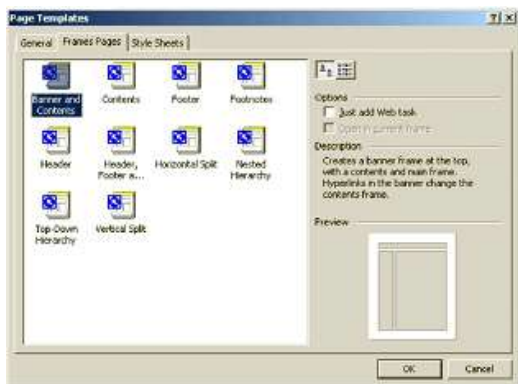 Page Templates
General Frames Pages Style Sheets
Banner and
Contents
Contents
Footer
Footnotes
Header
Header,
Footer a...
Horizontal Split
Nested
Hierarchy
Top-Down
Hierarchy
Vertical Split
Options
Just add Web task
Open in current frame
Description
Creates a banner frame at the top,
with a contents and main frame.
Hyperlinks in the banner change the
contents frame.
Preview
OK Cancel